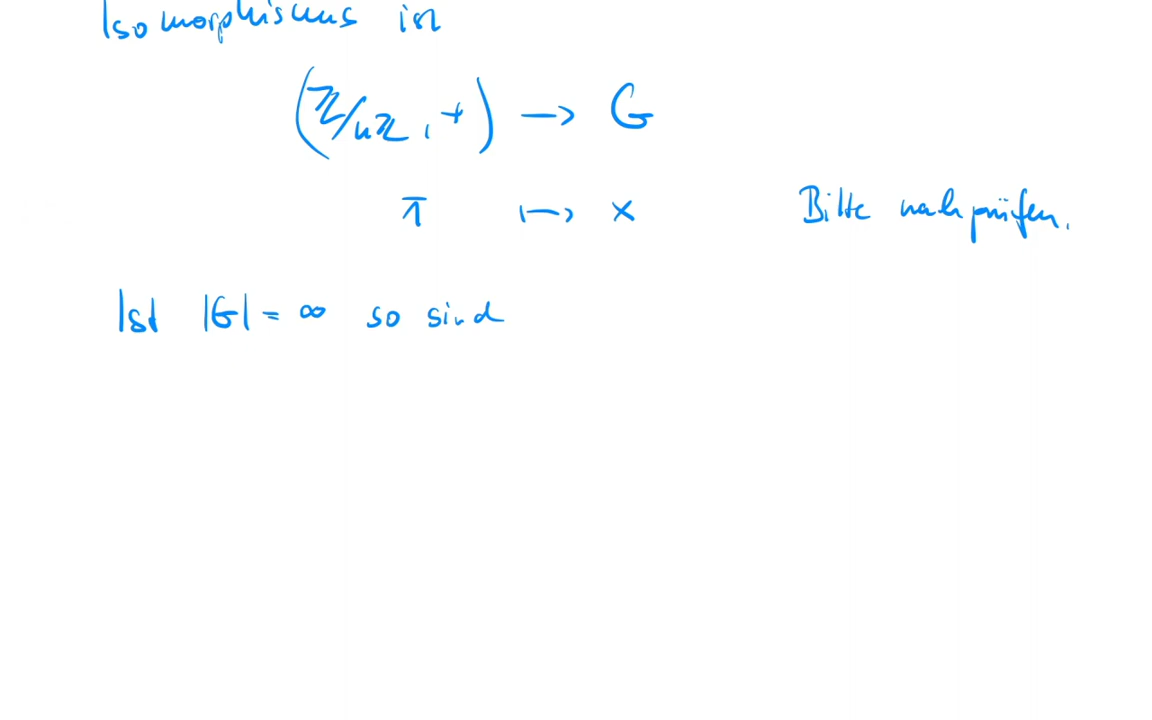 Isomorphismus ist
(ℤ/nℤ, +) → G
1̄ ↦ x Bitte nachprüfen.
Ist |G| = ∞ so sind